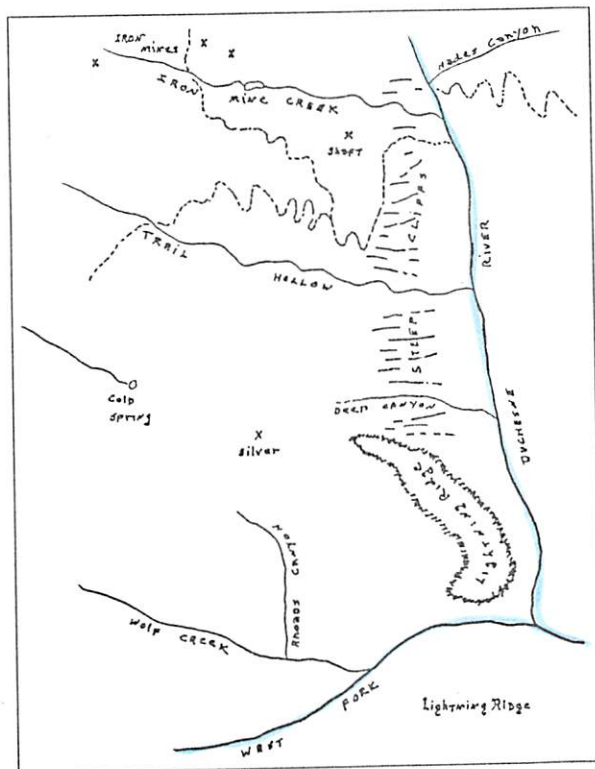 IRON
Mines
x
x
x
Hades Canyon
IRON
MINE CREEK
x
Shaft
CLIFFS
RIVER
TRAIL
HOLLOW
STEEP
Cold
Spring
DEEP CANYON
DUCHESNE
x
Silver
Lightning Ridge
RHOADS CANYON
WOLF CREEK
WEST FORK
Lightning Ridge